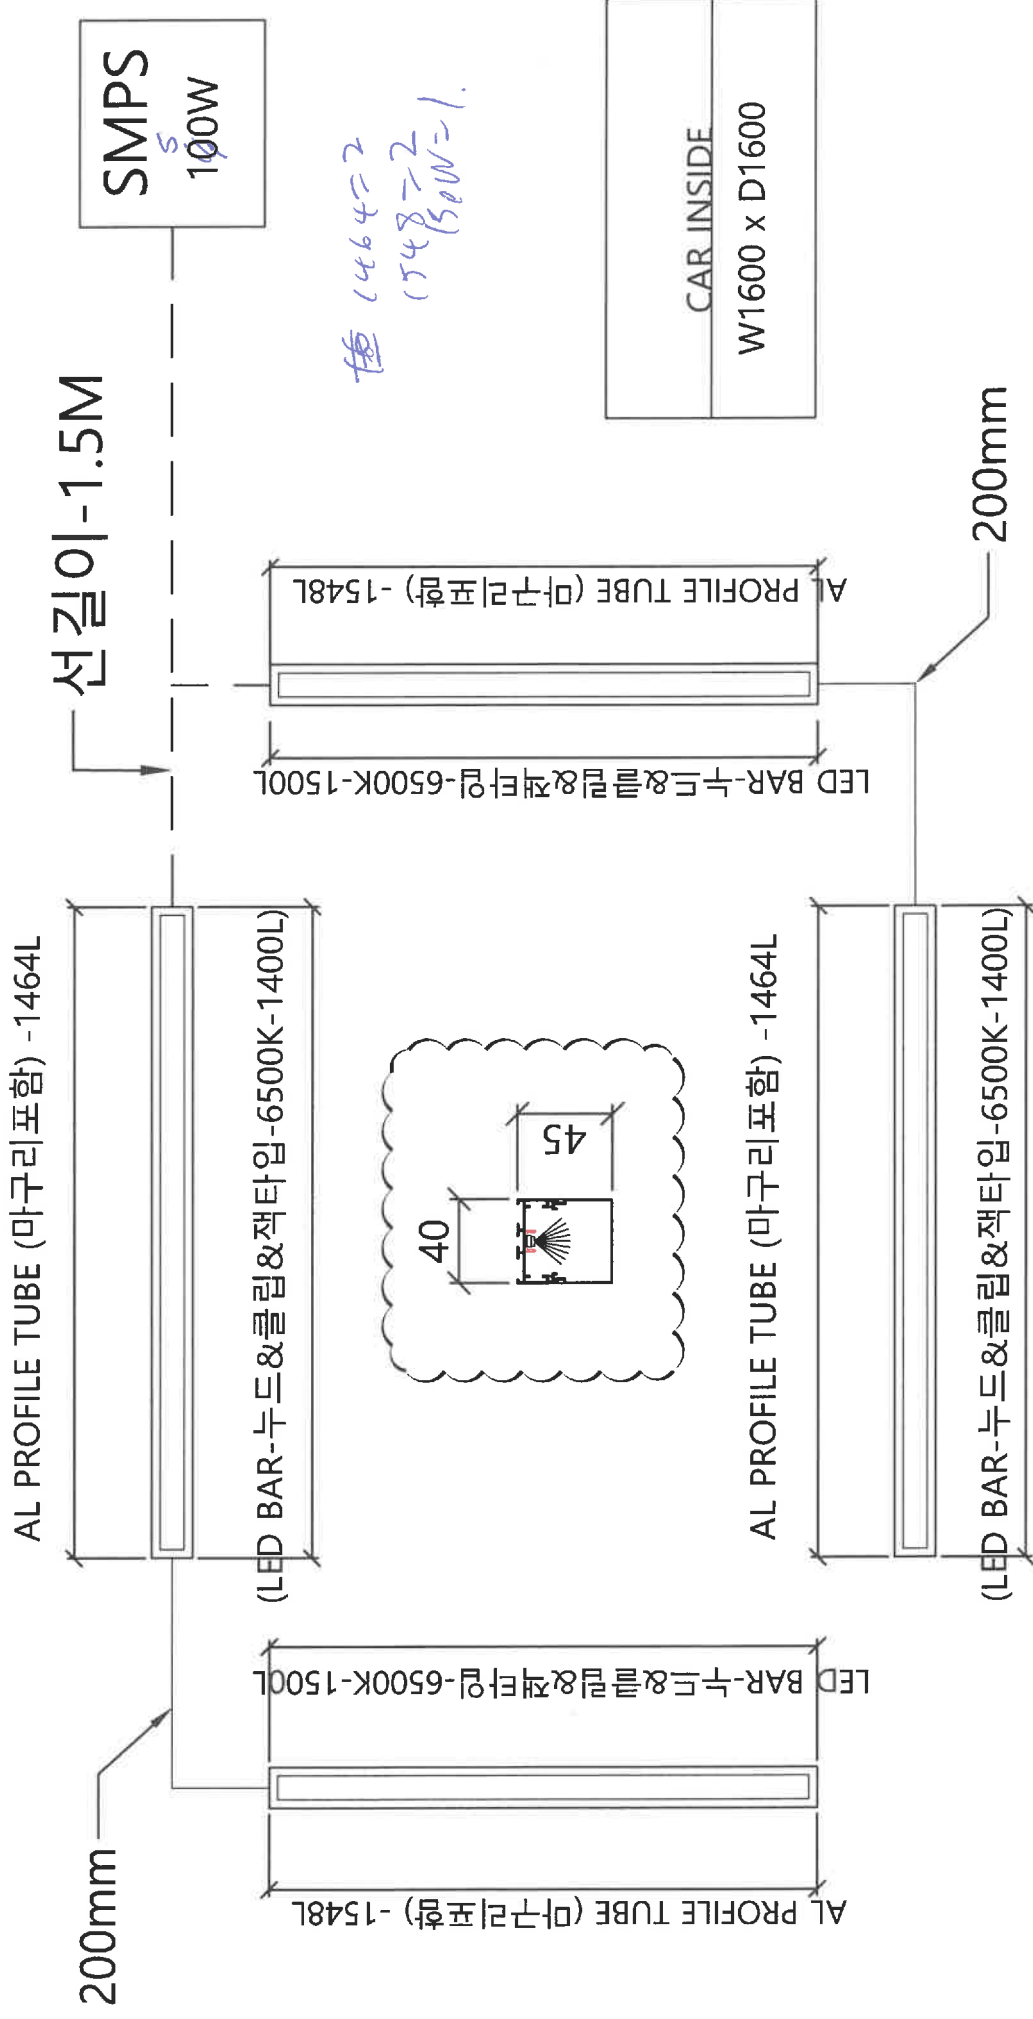 200mm
AL PROFILE TUBE (마구리포함) -1464L
선길이-1.5M
SMPS
5
100W
(LED BAR-누드&클립&잭타입-6500K-1400L)
1464=2
1548=2
150W=1.
AL PROFILE TUBE (마구리포함) -1548L
LED BAR-누드&클립&잭타입-6500K-1500L
40
45
LED BAR-누드&클립&잭타입-6500K-1500L
AL PROFILE TUBE (마구리포함) -1548L
CAR INSIDE
W1600 x D1600
AL PROFILE TUBE (마구리포함) -1464L
(LED BAR-누드&클립&잭타입-6500K-1400L)
200mm